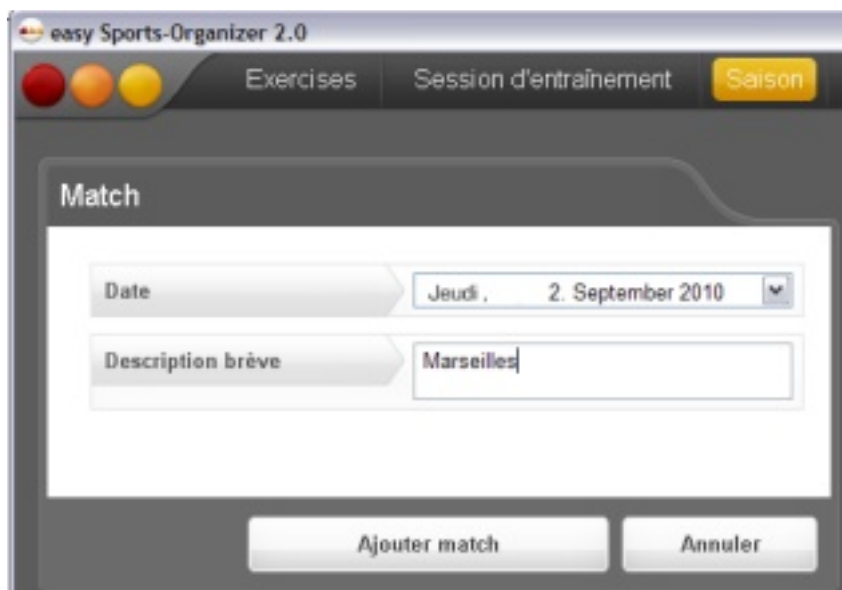 easy Sports-Organizer 2.0
Exercises Session d'entraînement Saison
Match
Date Jeudi , 2. September 2010
Description brève Marseilles
Ajouter match Annuler